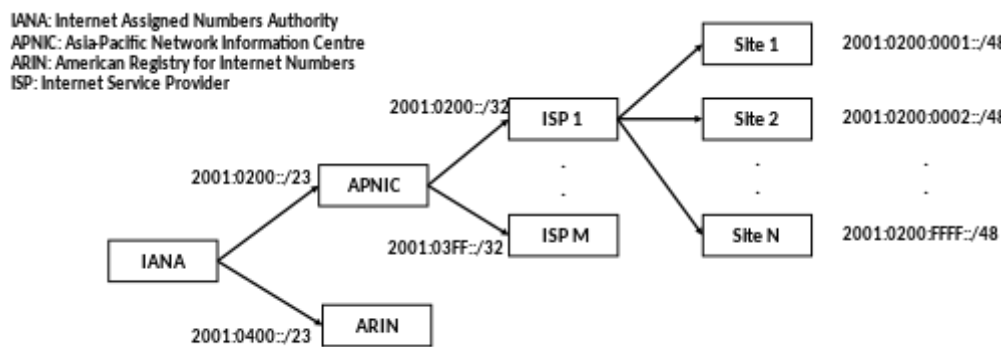 IANA: Internet Assigned Numbers Authority
APNIC: Asia-Pacific Network Information Centre
ARIN: American Registry for Internet Numbers
ISP: Internet Service Provider
Site 1
2001:0200:0001::/48
2001:0200::/32
ISP 1
Site 2
2001:0200:0002::/48
2001:0200::/23
APNIC
ISP M
Site N
2001:0200:FFFF::/48
2001:03FF::/32
IANA
ARIN
2001:0400::/23